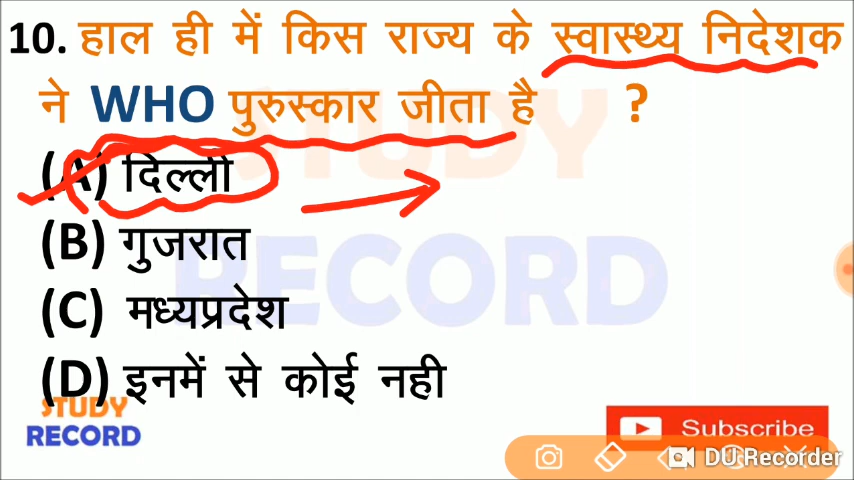 10. हाल ही में किस राज्य के स्वास्थ्य निदेशक
ने WHO पुरुस्कार जीता है ?
(A) दिल्ली
(B) गुजरात
(C) मध्यप्रदेश
(D) इनमें से कोई नही
STUDY
RECORD
STUDY
RECORD
Subscribe
DU Recorder